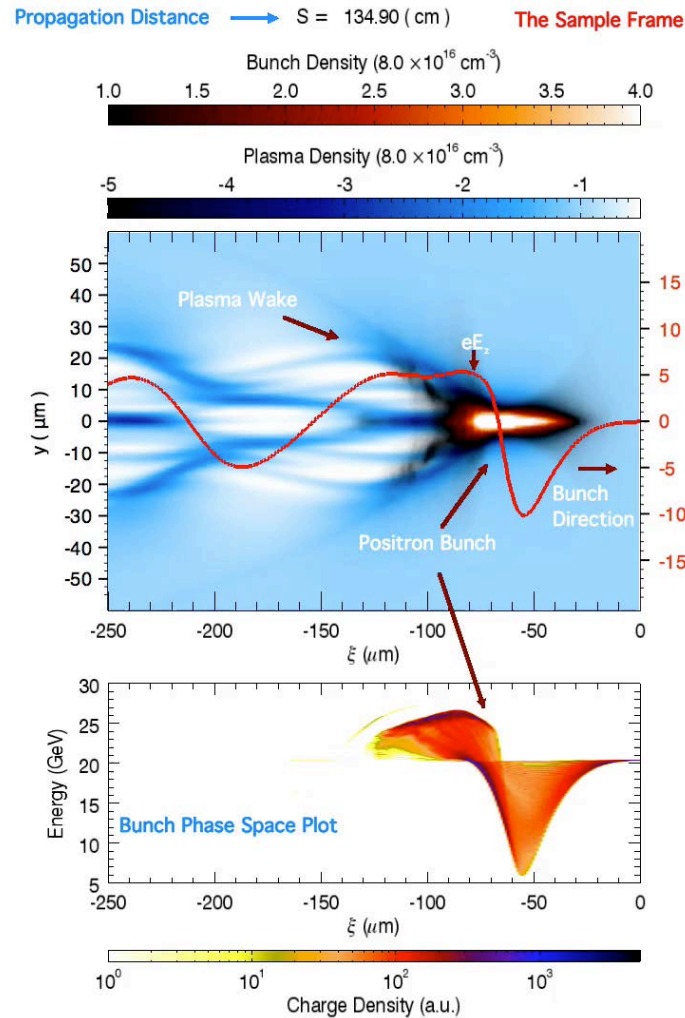 Propagation Distance → S = 134.90 ( cm ) The Sample Frame
Bunch Density (8.0 ×10¹⁶ cm⁻³)
1.0 1.5 2.0 2.5 3.0 3.5 4.0
Plasma Density (8.0 ×10¹⁶ cm⁻³)
-5 -4 -3 -2 -1
y ( μm )
50
40
30
20
10
0
-10
-20
-30
-40
-50
Plasma Wake
eE_z
Positron Bunch
Bunch
Direction
15
10
5
0
-5
-10
-15
-250 -200 -150 -100 -50 0
ξ (μm)
Energy (GeV)
30
25
20
15
10
5
Bunch Phase Space Plot
-250 -200 -150 -100 -50 0
ξ (μm)
10⁰ 10¹ 10² 10³
Charge Density (a.u.)